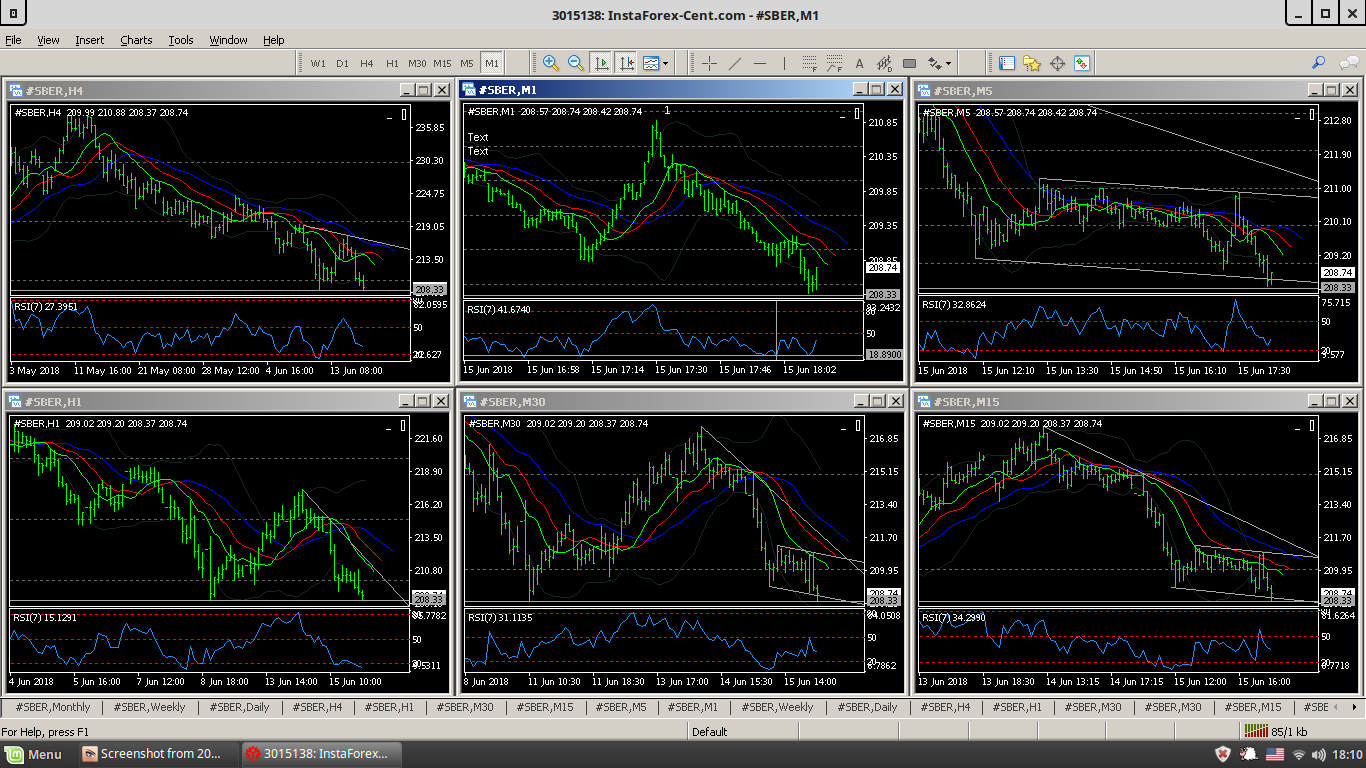 3015138: InstaForex-Cent.com - #SBER,M1
File View Insert Charts Tools Window Help
W1 D1 H4 H1 M30 M15 M5 M1
#SBER,H4
#SBER,H4 209.99 210.88 208.37 208.74
235.85
230.30
224.75
219.05
213.50
208.33
RSI(7) 27.3951
50
3 May 2018 11 May 16:00 21 May 08:00 28 May 12:00 4 Jun 16:00 13 Jun 08:00
#SBER,M1
#SBER,M1 208.57 208.74 208.42 208.74
1
Text
Text
210.85
210.35
209.85
209.35
208.85
208.74
208.33
RSI(7) 41.6740
50
18.8900
15 Jun 2018 15 Jun 16:58 15 Jun 17:14 15 Jun 17:30 15 Jun 17:46 15 Jun 18:02
#SBER,M5
#SBER,M5 208.57 208.74 208.42 208.74
212.80
211.90
211.00
210.10
209.20
208.74
208.33
RSI(7) 32.8624
75.715
50
15 Jun 2018 15 Jun 12:10 15 Jun 13:30 15 Jun 14:50 15 Jun 16:10 15 Jun 17:30
#SBER,H1
#SBER,H1 209.02 209.20 208.37 208.74
221.60
218.90
216.20
213.50
210.80
208.33
RSI(7) 15.1291
50
4 Jun 2018 5 Jun 16:00 7 Jun 12:00 8 Jun 18:00 13 Jun 14:00 15 Jun 10:00
#SBER,M30
#SBER,M30 209.02 209.20 208.37 208.74
216.85
215.15
213.40
211.70
209.95
208.74
208.33
RSI(7) 31.1135
50
8 Jun 2018 11 Jun 10:30 11 Jun 18:30 13 Jun 17:00 14 Jun 15:30 15 Jun 14:00
#SBER,M15
#SBER,M15 209.02 209.20 208.37 208.74
216.85
215.15
213.40
211.70
209.95
208.74
208.33
RSI(7) 34.2990
81.6264
50
13 Jun 2018 13 Jun 18:30 14 Jun 13:15 14 Jun 17:15 15 Jun 12:00 15 Jun 16:00
#SBER,Monthly #SBER,Weekly #SBER,Daily #SBER,H4 #SBER,H1 #SBER,M30 #SBER,M15 #SBER,M5 #SBER,M1 #SBER,Weekly #SBER,Daily #SBER,H4 #SBER,H1 #SBER,M30 #SBER,M30 #SBER,M15 #SBE
For Help, press F1 Default 85/1 kb
Menu Screenshot from 20... 3015138: InstaForex... 18:10